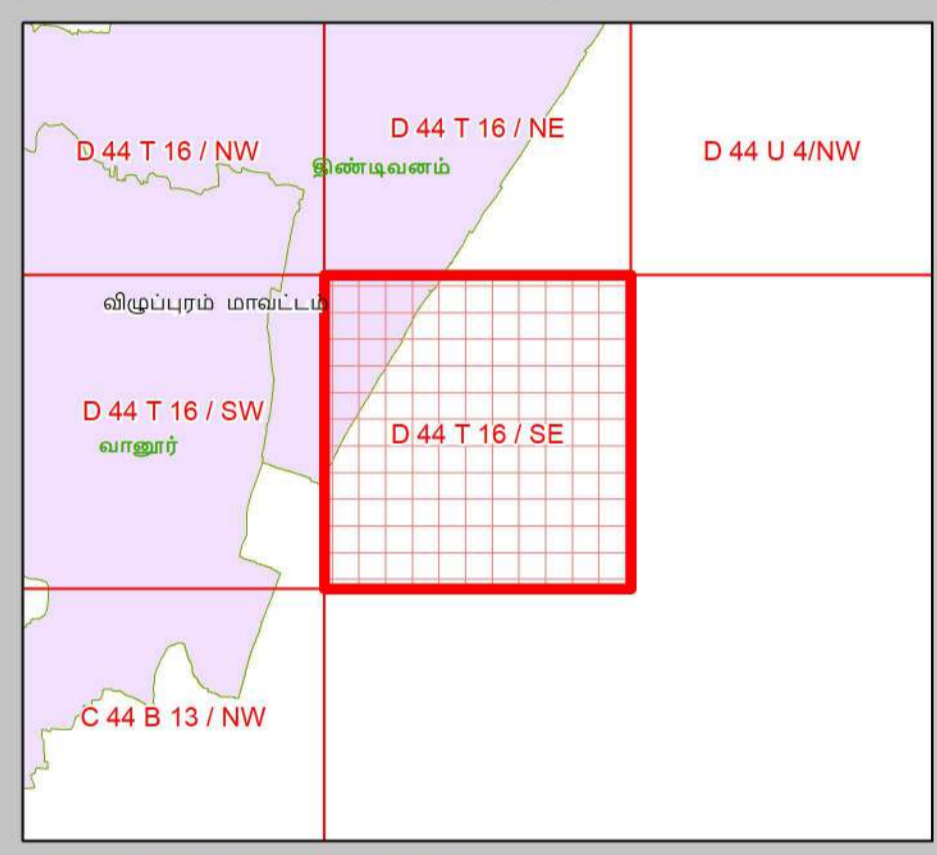 D 44 T 16 / NE
D 44 T 16 / NW
D 44 U 4/NW
திண்டிவனம்
விழுப்புரம் மாவட்டம்
D 44 T 16 / SW
D 44 T 16 / SE
வானூர்
C 44 B 13 / NW